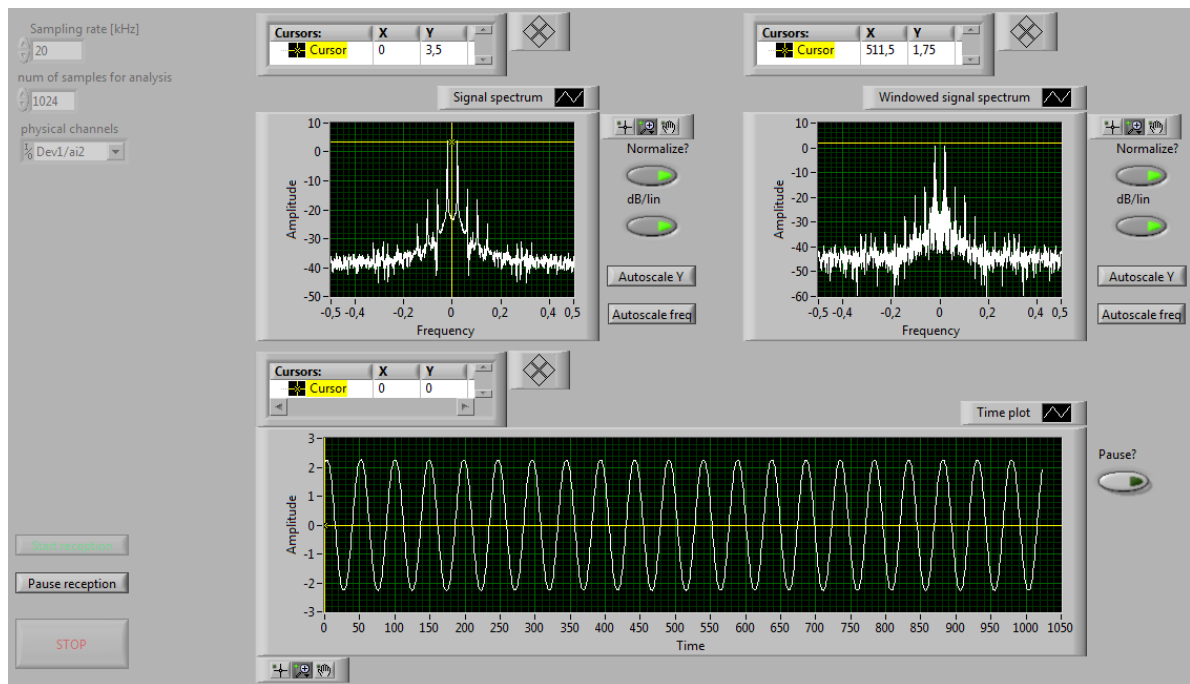 Sampling rate [kHz]
20
num of samples for analysis
1024
physical channels
Dev1/ai2
Cursors: X Y
Cursor 0 3,5
Signal spectrum
10
0
-10
-20
-30
-40
-50
Amplitude
-0,5 -0,4 -0,2 0 0,2 0,4 0,5
Frequency
Normalize?
dB/lin
Autoscale Y
Autoscale freq
Cursors: X Y
Cursor 511,5 1,75
Windowed signal spectrum
10
0
-10
-20
-30
-40
-50
-60
Amplitude
-0,5 -0,4 -0,2 0 0,2 0,4 0,5
Frequency
Normalize?
dB/lin
Autoscale Y
Autoscale freq
Cursors: X Y
Cursor 0 0
Time plot
3
2
1
0
-1
-2
-3
Amplitude
0 50 100 150 200 250 300 350 400 450 500 550 600 650 700 750 800 850 900 950 1000 1050
Time
Pause?
Start reception
Pause reception
STOP